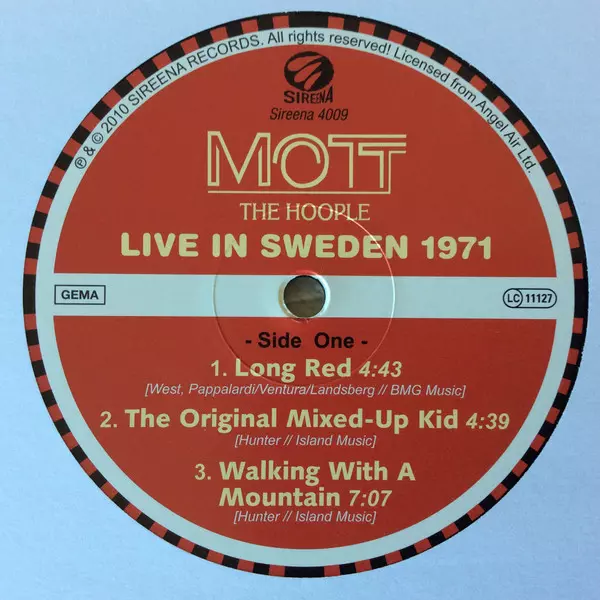 ℗ & © 2010 SIREENA RECORDS. All rights reserved! Licensed from Angel Air Ltd.
SIREENA
Sireena 4009
MOTT
THE HOOPLE
LIVE IN SWEDEN 1971
GEMA
LC 11127
- Side One -
1. Long Red 4:43
[West, Pappalardi/Ventura/Landsberg // BMG Music]
2. The Original Mixed-Up Kid 4:39
[Hunter // Island Music]
3. Walking With A
Mountain 7:07
[Hunter // Island Music]